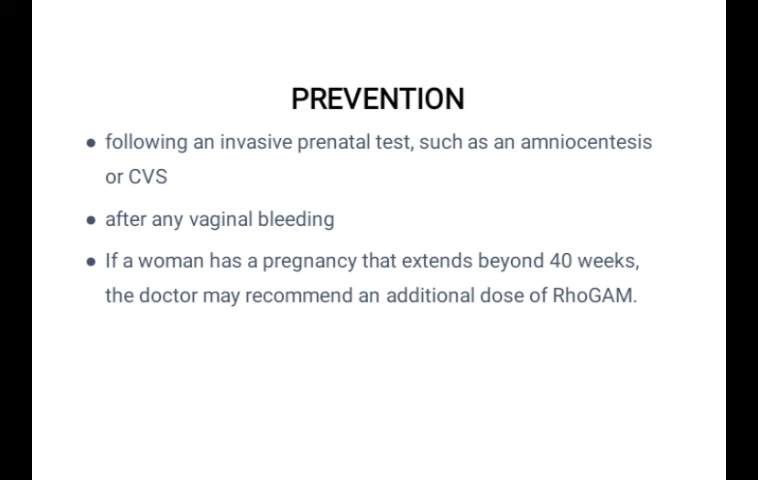 PREVENTION
● following an invasive prenatal test, such as an amniocentesis
or CVS
● after any vaginal bleeding
● If a woman has a pregnancy that extends beyond 40 weeks,
the doctor may recommend an additional dose of RhoGAM.